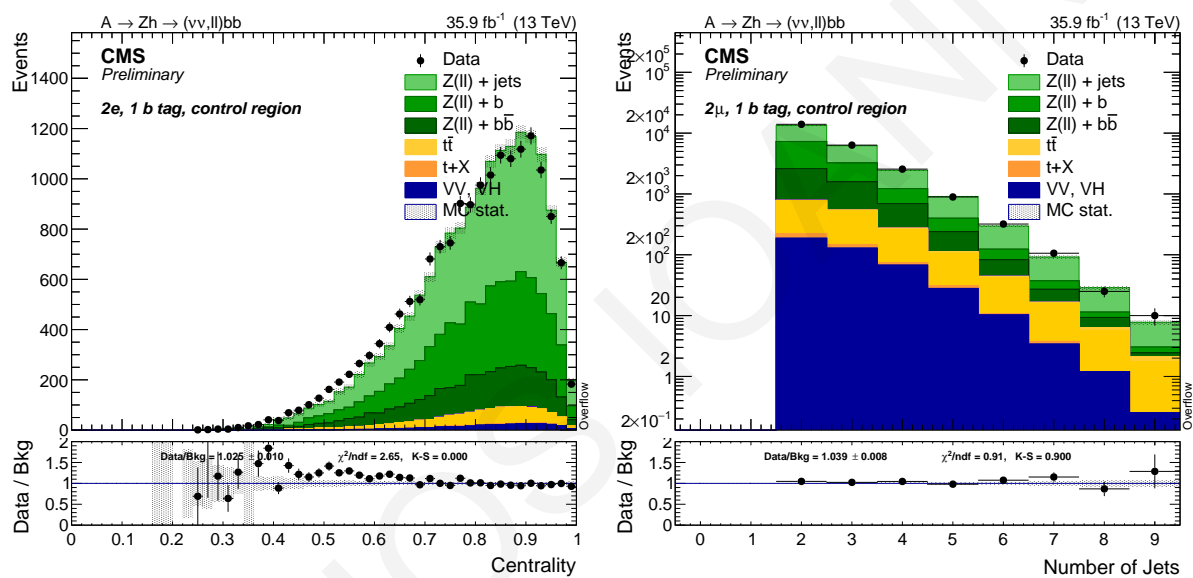 A → Zh → (νν,ll)bb 35.9 fb⁻¹ (13 TeV)
Events
1400
1200
1000
800
600
400
200
0
CMS
Preliminary
2e, 1 b tag, control region
Data
Z(ll) + jets
Z(ll) + b
Z(ll) + bb̄
tt̄
t+X
VV, VH
MC stat.
Overflow
Data / Bkg
2
1.5
1
0.5
0
Data/Bkg = 1.025 ± 0.010 χ²/ndf = 2.65, K-S = 0.000
0 0.1 0.2 0.3 0.4 0.5 0.6 0.7 0.8 0.9 1
Centrality
A → Zh → (νν,ll)bb 35.9 fb⁻¹ (13 TeV)
Events
2×10⁵
10⁵
2×10⁴
10⁴
2×10³
10³
2×10²
10²
20
10
2
1
2×10⁻¹
CMS
Preliminary
2μ, 1 b tag, control region
Data
Z(ll) + jets
Z(ll) + b
Z(ll) + bb̄
tt̄
t+X
VV, VH
MC stat.
Overflow
Data / Bkg
2
1.5
1
0.5
0
Data/Bkg = 1.039 ± 0.008 χ²/ndf = 0.91, K-S = 0.900
0 1 2 3 4 5 6 7 8 9
Number of Jets